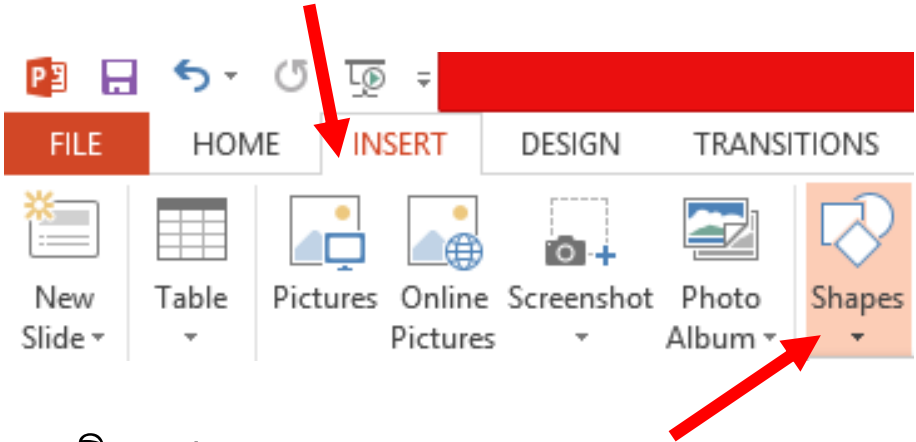 FILE HOME INSERT DESIGN TRANSITIONS
New Table Pictures Online Screenshot Photo Shapes
Slide Pictures Album